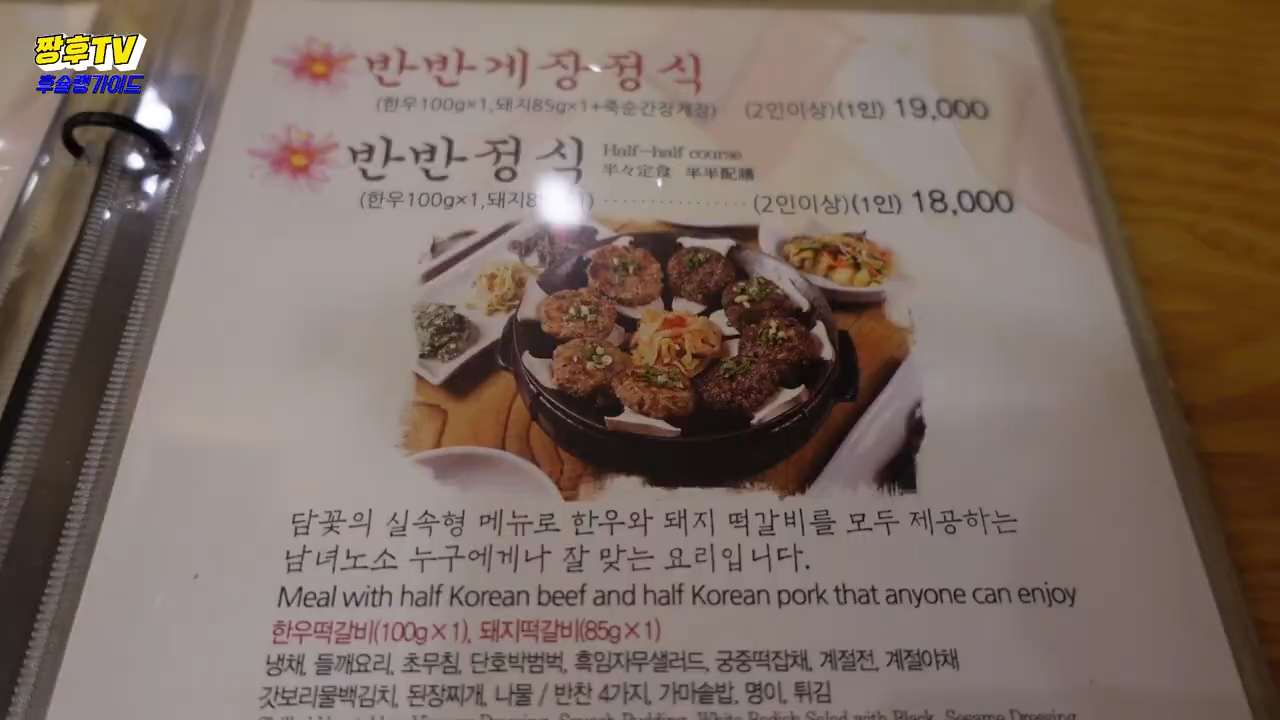 짱후TV
후슐랭가이드
반반게장정식
(한우100g×1,돼지85g×1+죽순간장게장) (2인이상)(1인) 19,000
반반정식 Half-half course
半々定食 半半配膳
(한우100g×1,돼지8 1) (2인이상)(1인) 18,000
담꽃의 실속형 메뉴로 한우와 돼지 떡갈비를 모두 제공하는
남녀노소 누구에게나 잘 맞는 요리입니다.
Meal with half Korean beef and half Korean pork that anyone can enjoy
한우떡갈비(100g×1), 돼지떡갈비(85g×1)
냉채, 들깨요리, 초무침, 단호박범벅, 흑임자무샐러드, 궁중떡잡채, 계절전, 계절야채
갓보리물백김치, 된장찌개, 나물 / 반찬 4가지, 가마솥밥, 명이, 튀김